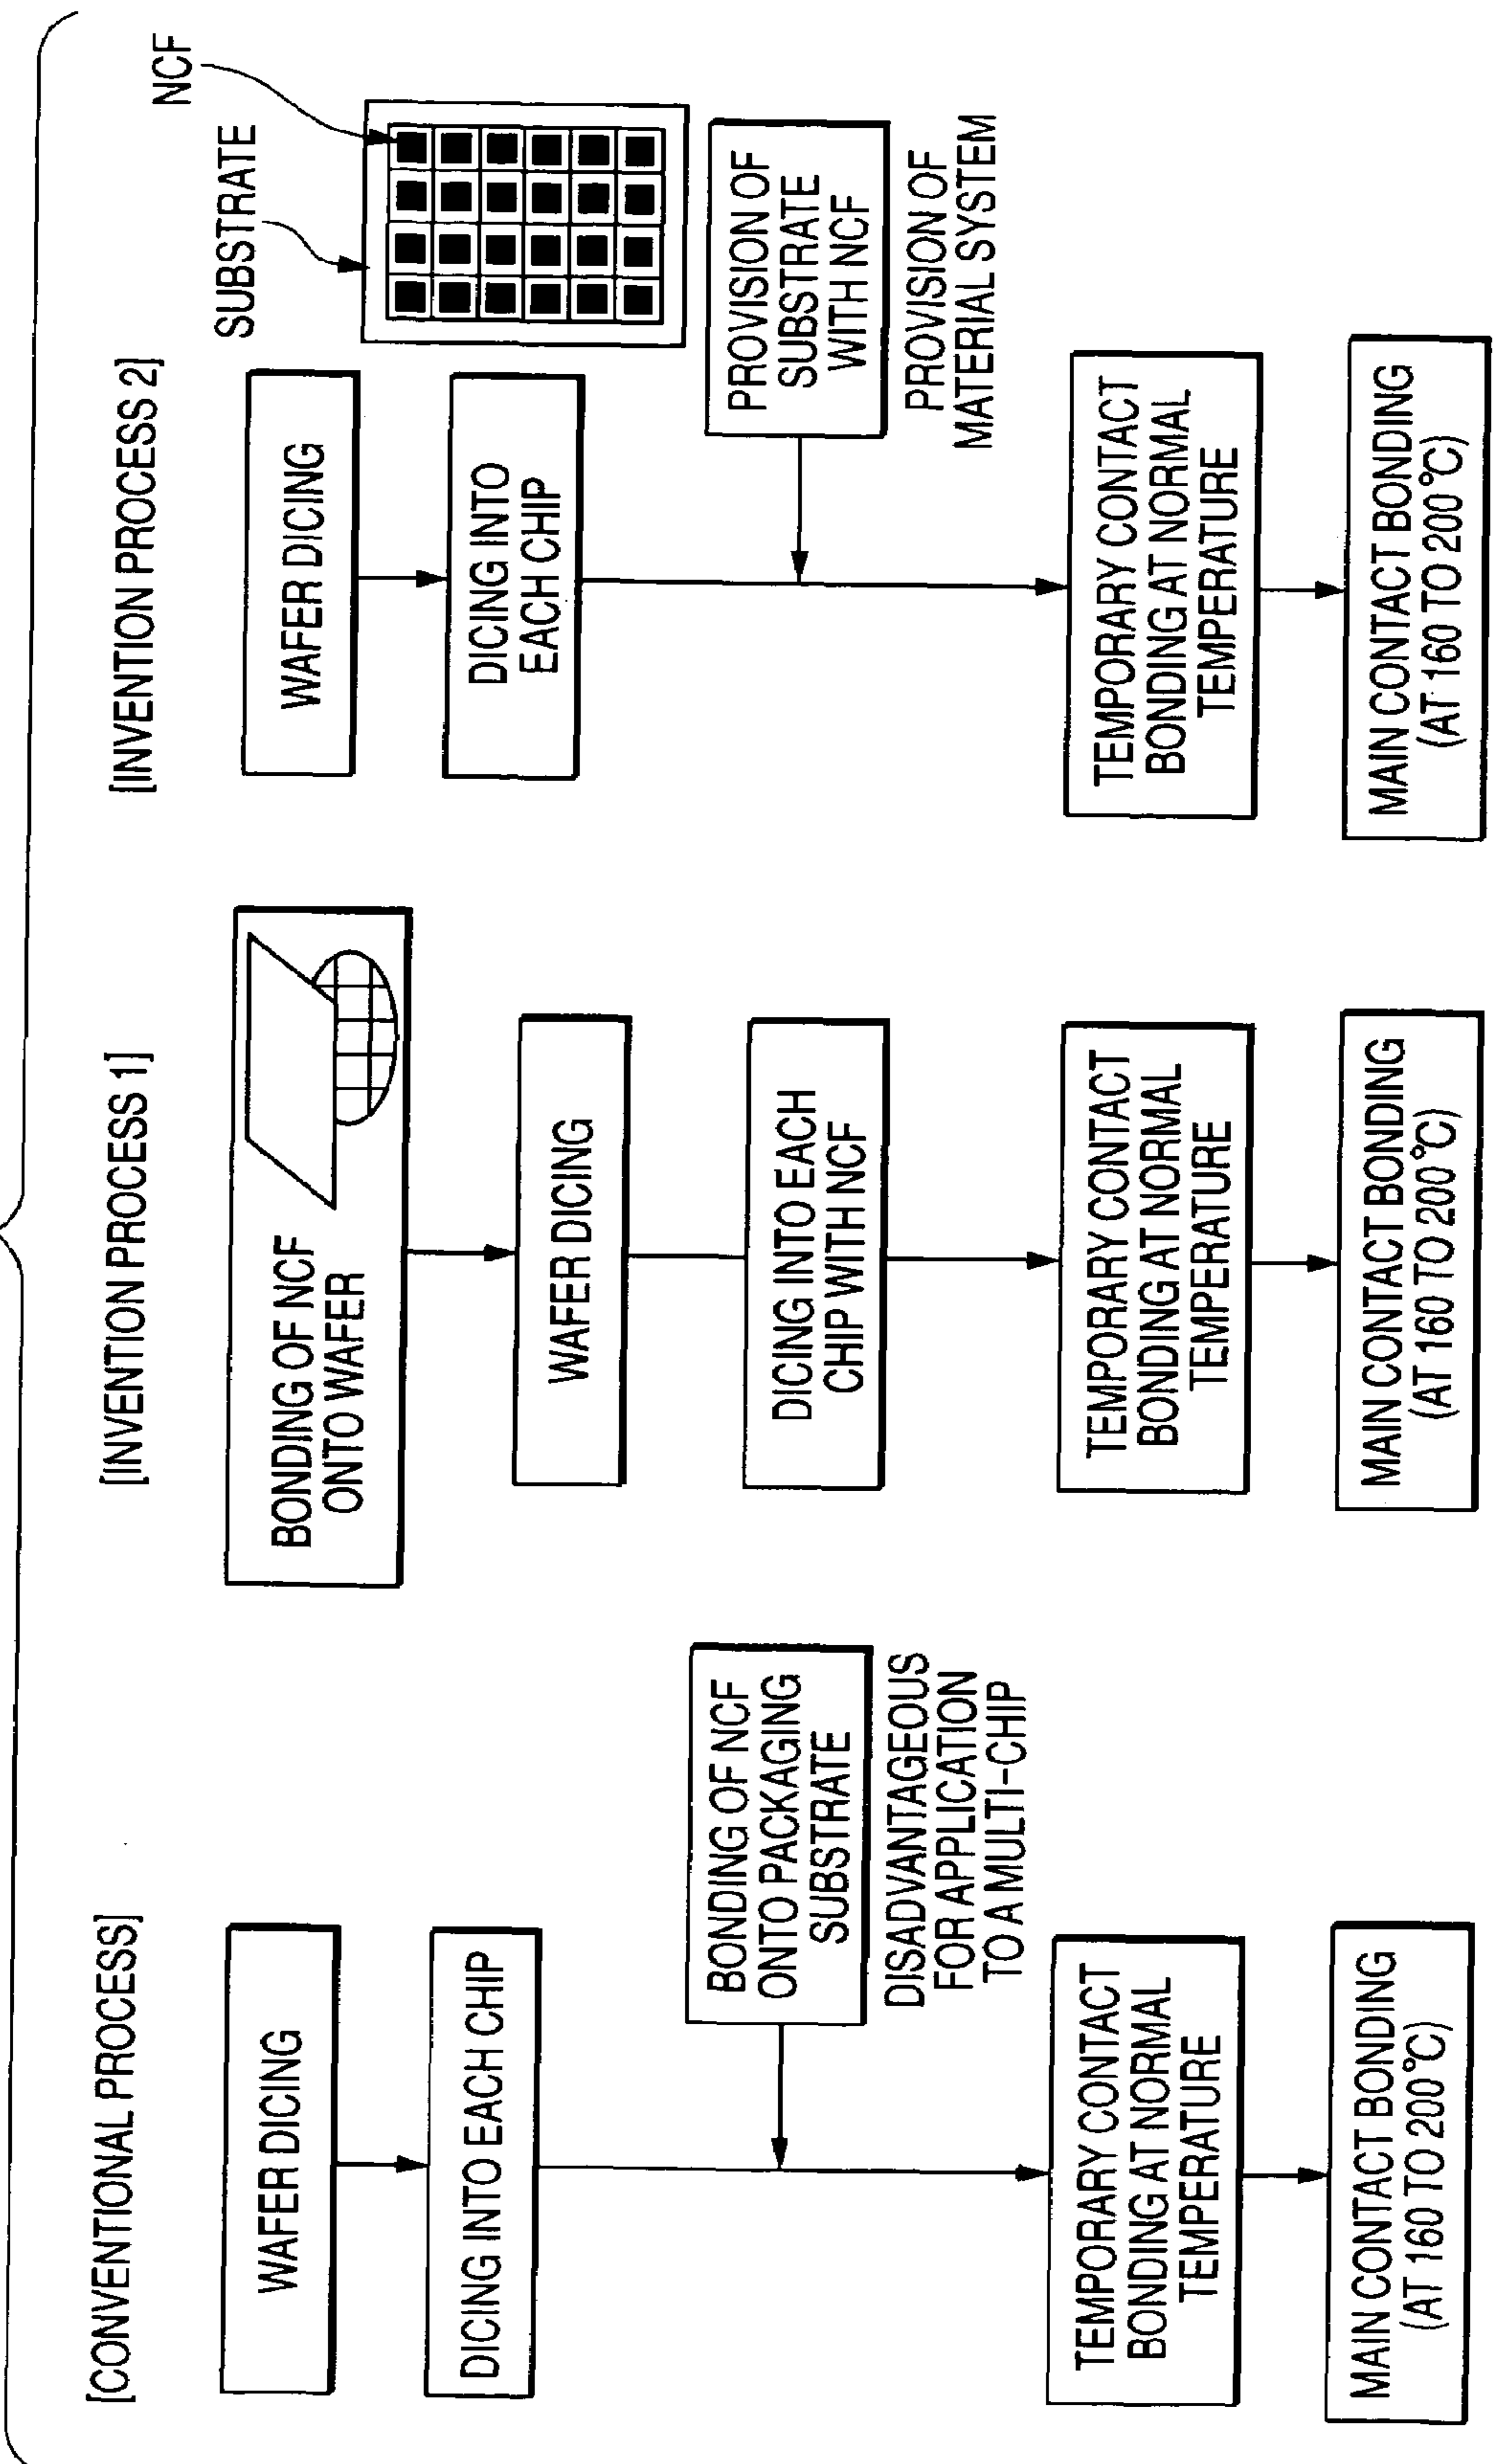 [CONVENTIONAL PROCESS]
WAFER DICING
DICING INTO EACH CHIP
BONDING OF NCF
ONTO PACKAGING
SUBSTRATE
DISADVANTAGEOUS
FOR APPLICATION
TO A MULTI-CHIP
TEMPORARY CONTACT
BONDING AT NORMAL
TEMPERATURE
MAIN CONTACT BONDING
(AT 160 TO 200°C)
[INVENTION PROCESS 1]
BONDING OF NCF
ONTO WAFER
WAFER DICING
DICING INTO EACH
CHIP WITH NCF
TEMPORARY CONTACT
BONDING AT NORMAL
TEMPERATURE
MAIN CONTACT BONDING
(AT 160 TO 200°C)
[INVENTION PROCESS 2]
NCF
SUBSTRATE
WAFER DICING
DICING INTO
EACH CHIP
PROVISION OF
SUBSTRATE
WITH NCF
PROVISION OF
MATERIAL SYSTEM
TEMPORARY CONTACT
BONDING AT NORMAL
TEMPERATURE
MAIN CONTACT BONDING
(AT 160 TO 200°C)